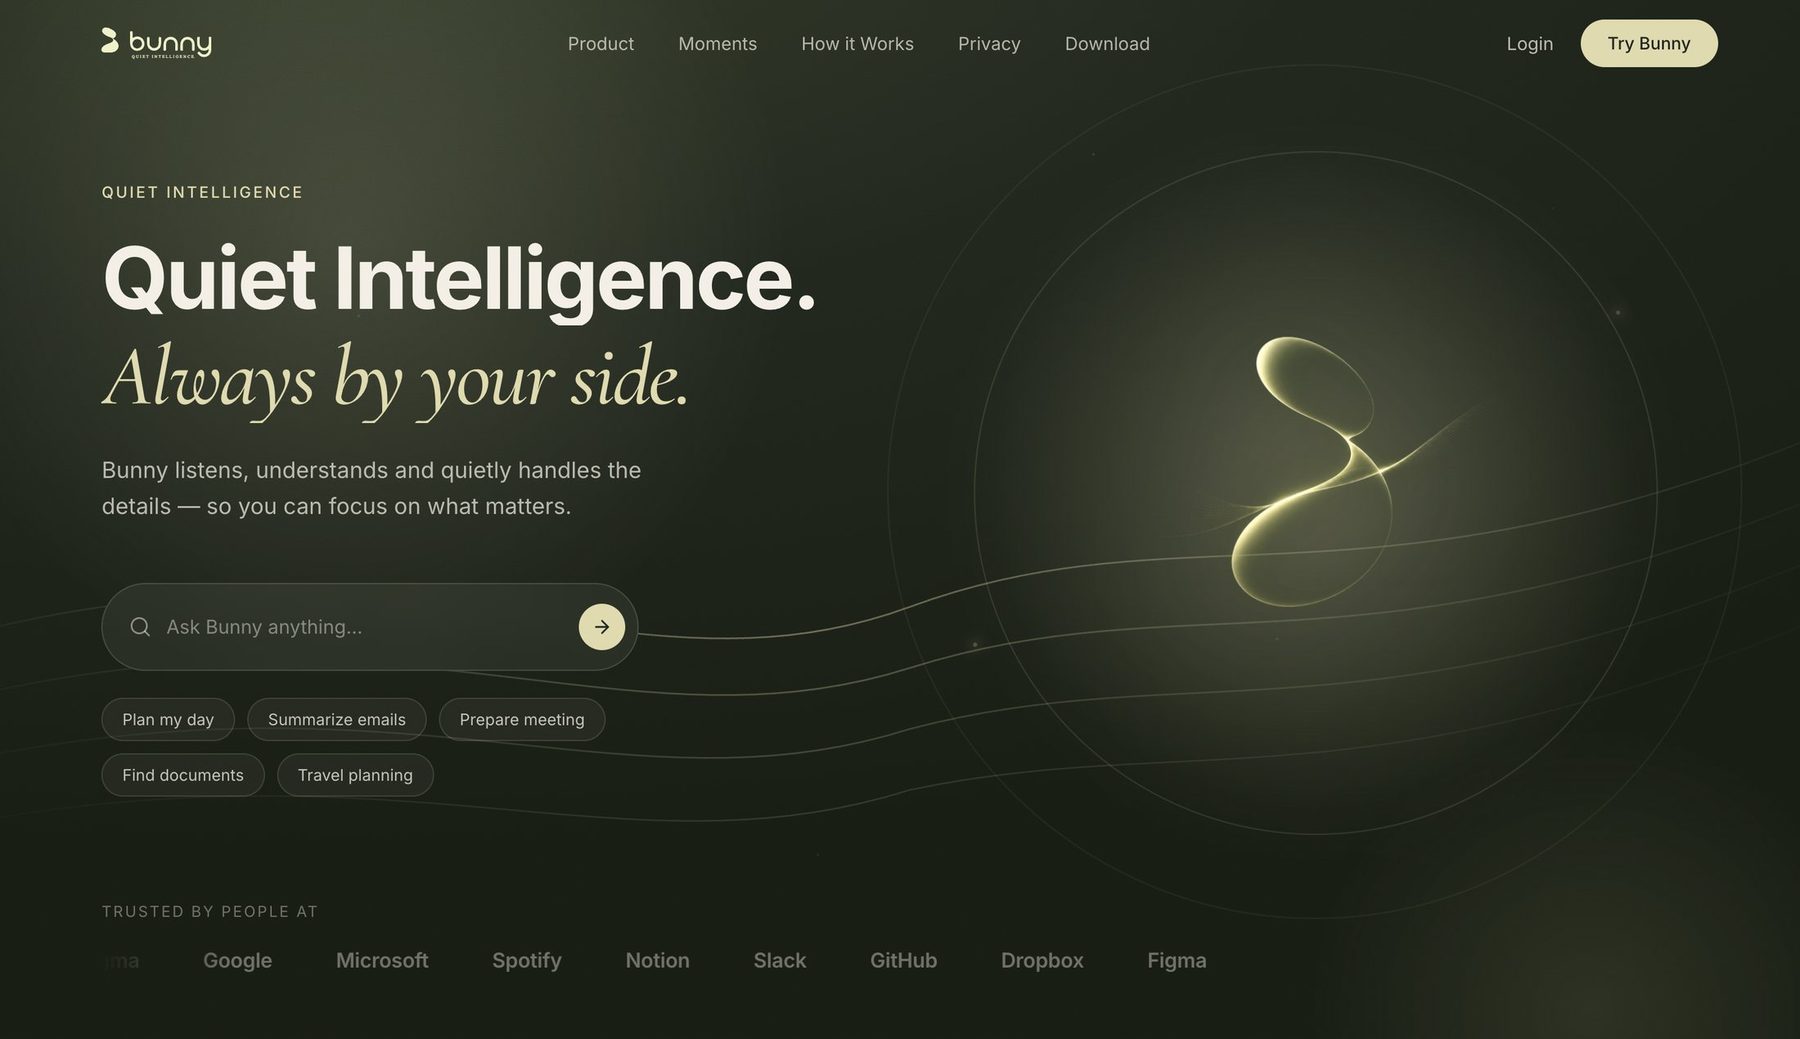 bunny
QUIET INTELLIGENCE
Product
Moments
How it Works
Privacy
Download
Login
Try Bunny
QUIET INTELLIGENCE
Quiet Intelligence.
Always by your side.
Bunny listens, understands and quietly handles the
details — so you can focus on what matters.
Ask Bunny anything...
Plan my day
Summarize emails
Prepare meeting
Find documents
Travel planning
TRUSTED BY PEOPLE AT
Google
Microsoft
Spotify
Notion
Slack
GitHub
Dropbox
Figma